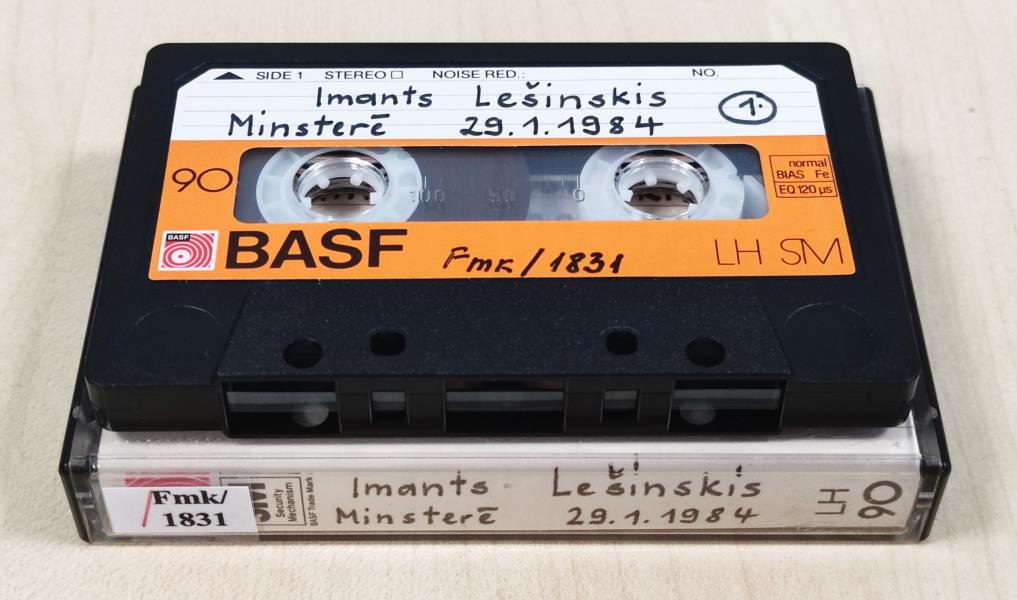 SIDE 1 STEREO NOISE RED.: NO.
Imants Lešinskis 1.
Minsterē 29.1.1984
90
100 50 0
normal
BIAS Fe
EQ 120 µs
BASF
BASF Fmk/1831 LH SM
Fmk/
1831
SM
Security
Mechanism
BASF Trade Mark
Imants Lešinskis
Minsterē 29.1.1984
LH 90